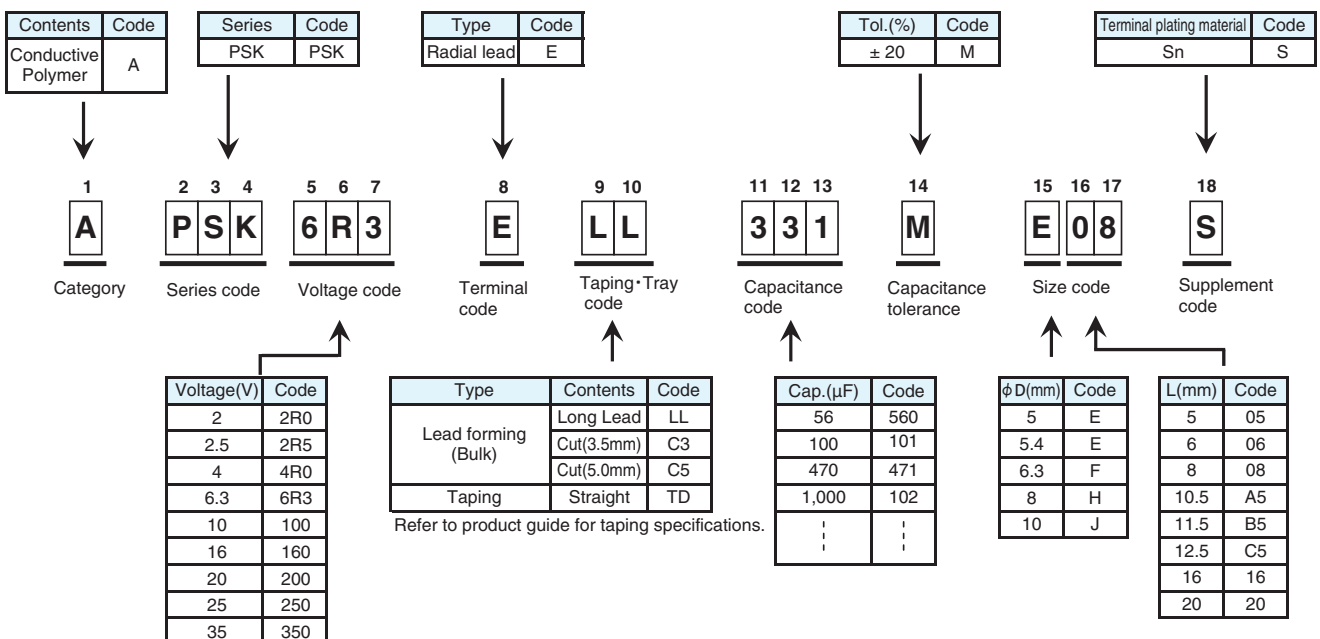 Contents Code
Conductive Polymer A
Series Code
PSK PSK
Type Code
Radial lead E
Tol.(%) Code
± 20 M
Terminal plating material Code
Sn S
1 2 3 4 5 6 7 8 9 10 11 12 13 14 15 16 17 18
A P S K 6 R 3 E L L 3 3 1 M E 0 8 S
Category
Series code
Voltage code
Terminal
code
Taping・Tray
code
Capacitance
code
Capacitance
tolerance
Size code
Supplement
code
Voltage(V) Code
2 2R0
2.5 2R5
4 4R0
6.3 6R3
10 100
16 160
20 200
25 250
35 350
Type Contents Code
Lead forming
(Bulk)
Long Lead LL
Cut(3.5mm) C3
Cut(5.0mm) C5
Taping Straight TD
Refer to product guide for taping specifications.
Cap.(μF) Code
56 560
100 101
470 471
1,000 102
φD(mm) Code
5 E
5.4 E
6.3 F
8 H
10 J
L(mm) Code
5 05
6 06
8 08
10.5 A5
11.5 B5
12.5 C5
16 16
20 20